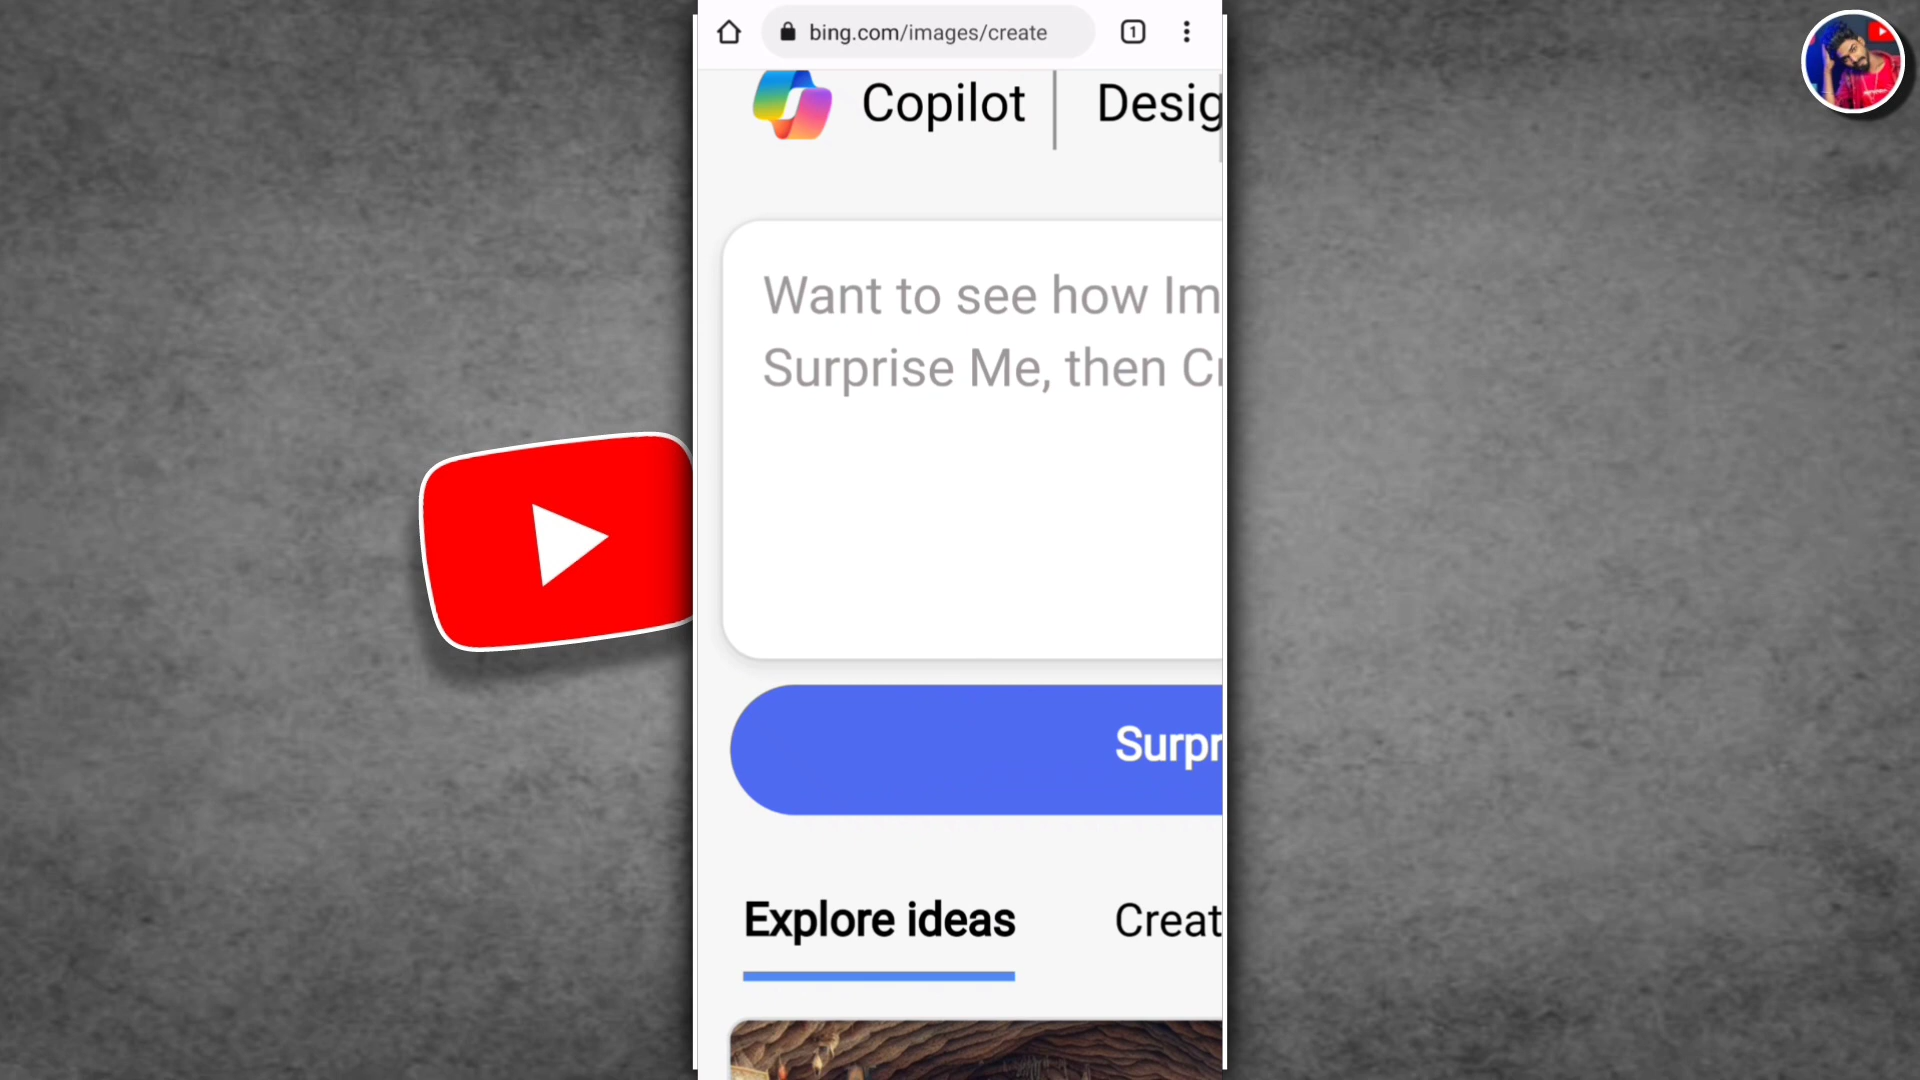 bing.com/images/create
1
Copilot | Desig
Want to see how Im
Surprise Me, then Cr
Surpr
Explore ideas
Creat